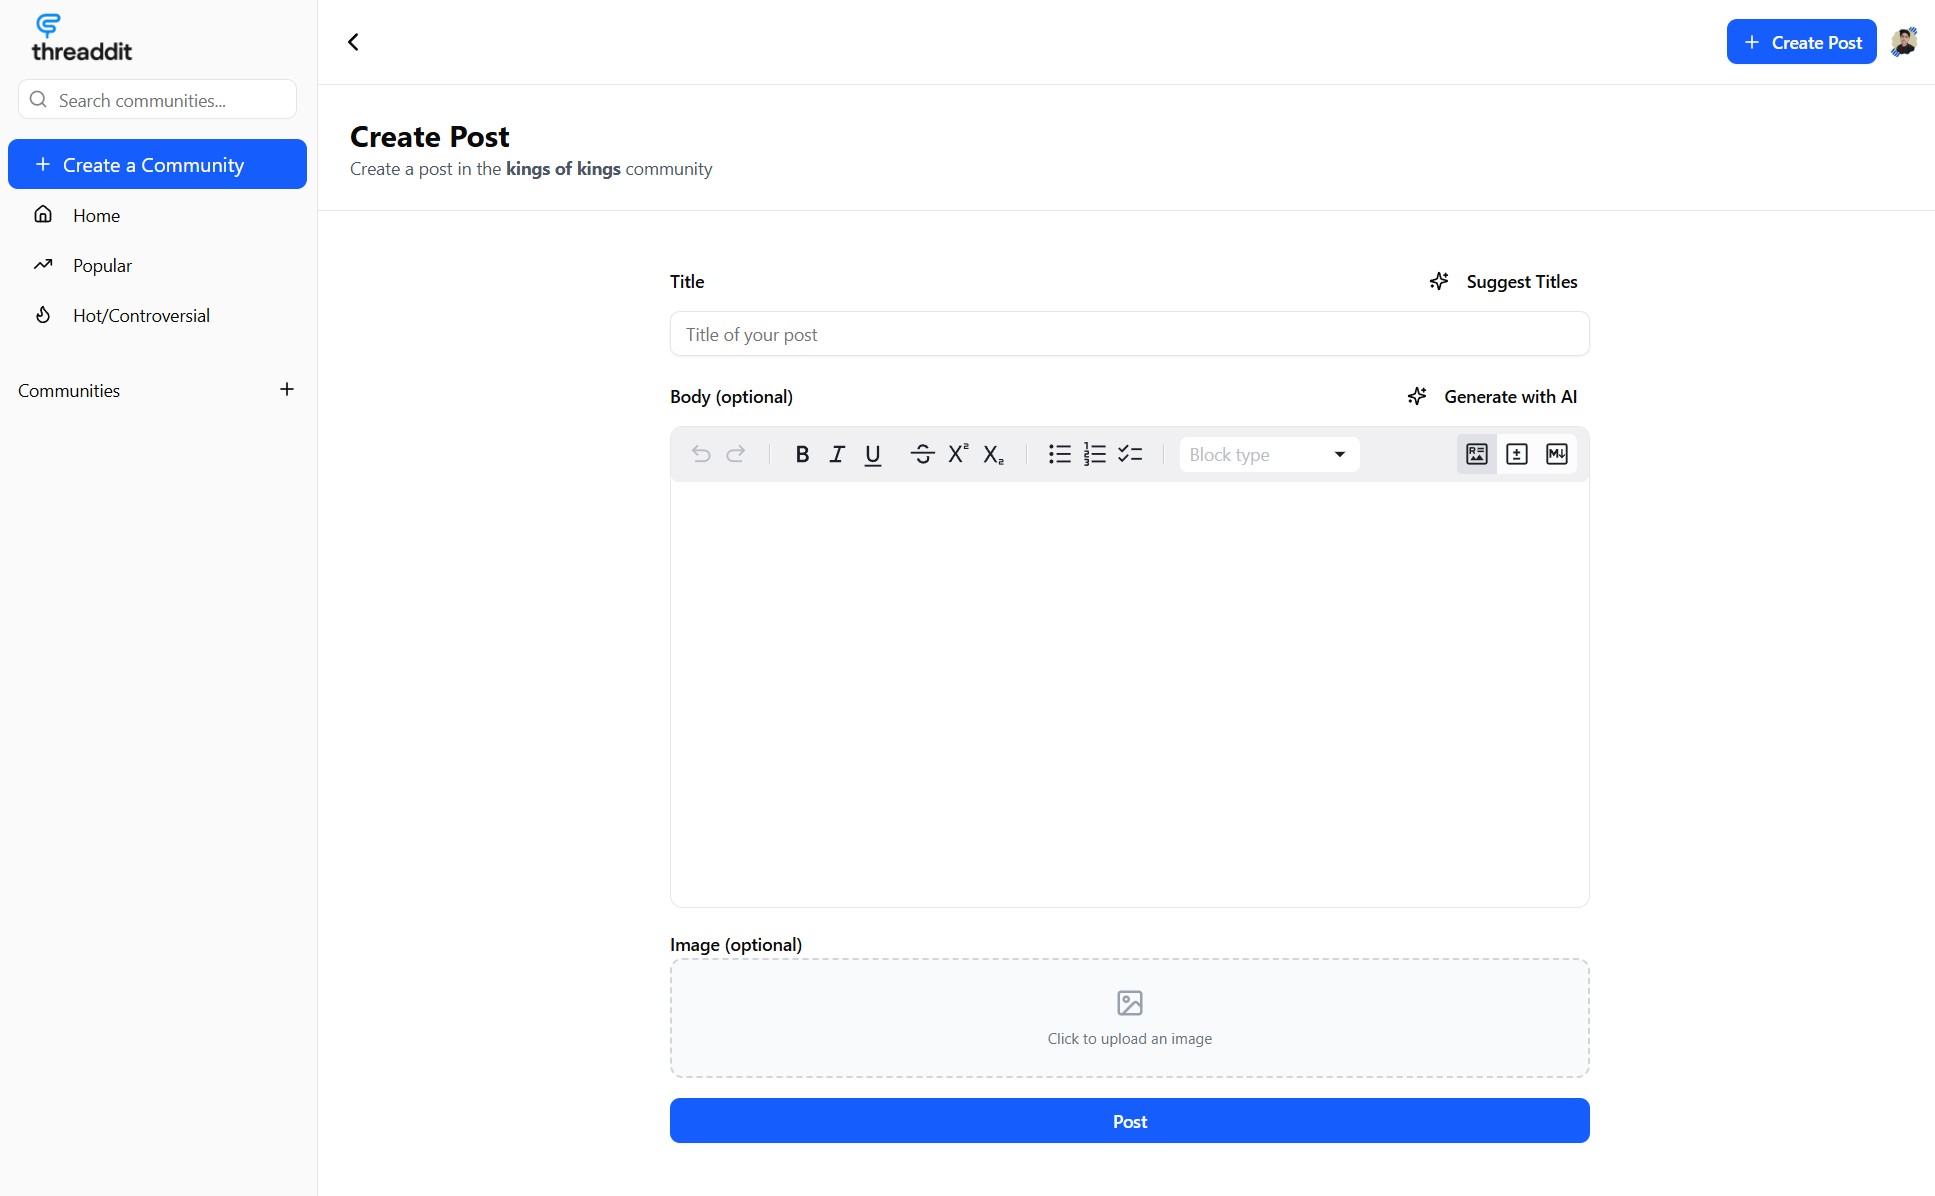 threaddit
Search communities...
Create a Community
Home
Popular
Hot/Controversial
Communities
Create Post
Create Post
Create a post in the kings of kings community
Title
Suggest Titles
Title of your post
Body (optional)
Generate with AI
Block type
Image (optional)
Click to upload an image
Post